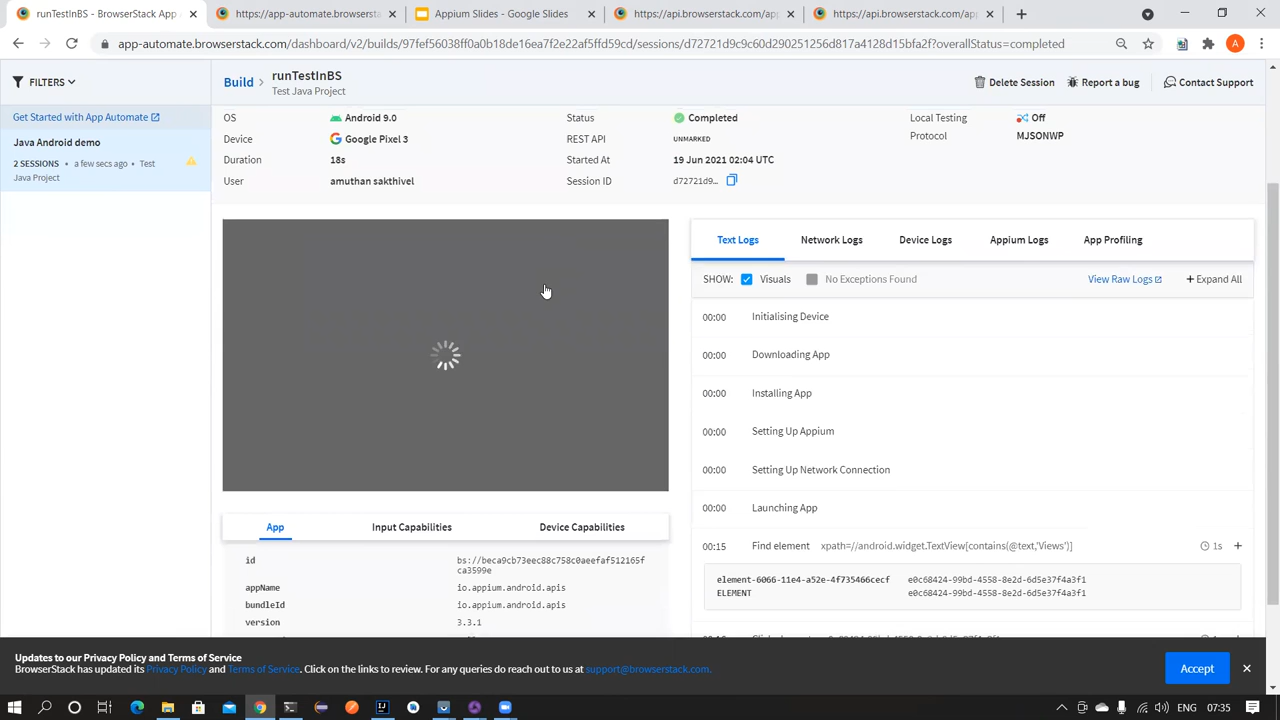 runTestInBS - BrowserStack App A
https://app-automate.browserst
Appium Slides - Google Slides
https://api.browserstack.com/ap
https://api.browserstack.com/ap
app-automate.browserstack.com/dashboard/v2/builds/97fef56038ff0a0b18de16ea7f2e22af5ffd59cd/sessions/d72721d9c9c60d290251256d817a4128d15bfa2f?overallStatus=completed
A
FILTERS
Build > runTestInBS
Test Java Project
Delete Session
Report a bug
Contact Support
Get Started with App Automate
Java Android demo
2 SESSIONS • a few secs ago • Test
Java Project
OS Android 9.0 Status Completed Local Testing Off
Device Google Pixel 3 REST API UNMARKED Protocol MJSONWP
Duration 18s Started At 19 Jun 2021 02:04 UTC
User amuthan sakthivel Session ID d72721d9...
Text Logs Network Logs Device Logs Appium Logs App Profiling
SHOW: Visuals No Exceptions Found View Raw Logs + Expand All
00:00 Initialising Device
00:00 Downloading App
00:00 Installing App
00:00 Setting Up Appium
00:00 Setting Up Network Connection
00:00 Launching App
00:15 Find element xpath=//android.widget.TextView[contains(@text,'Views')] 1s +
element-6066-11e4-a52e-4f735466cecf e0c68424-99bd-4558-8e2d-6d5e37f4a3f1
ELEMENT e0c68424-99bd-4558-8e2d-6d5e37f4a3f1
App Input Capabilities Device Capabilities
id bs://beca9cb73eec88c758c0aeefaf512165f
ca3599e
appName io.appium.android.apis
bundleId io.appium.android.apis
version 3.3.1
Updates to our Privacy Policy and Terms of Service
BrowserStack has updated its Privacy Policy and Terms of Service. Click on the links to review. For any queries do reach out to us at support@browserstack.com.
Accept
ENG 07:35